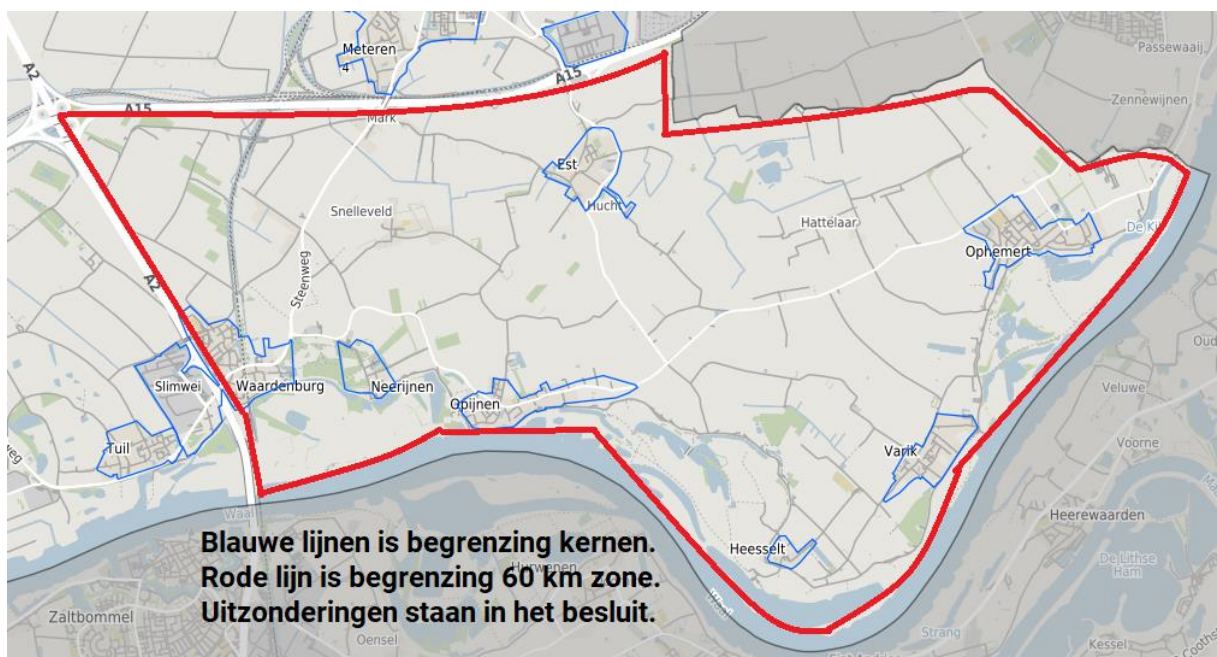 Meteren
4
A2
A15
A15
Mark
Passewaaij
Zennewijnen
Est
Hucht
Snelleveld
Hattelaar
Steenweg
Ophemert
A2
Slimwei
Waardenburg
Neerijnen
Opijnen
Tuil
Varik
Veluwe
Voorne
Waal
Heesselt
Heerewaarden
De Lithse
Ham
Blauwe lijnen is begrenzing kernen.
Rode lijn is begrenzing 60 km zone.
Uitzonderingen staan in het besluit.
Hurwenen
Zaltbommel
Oensel
Strang
Kessel